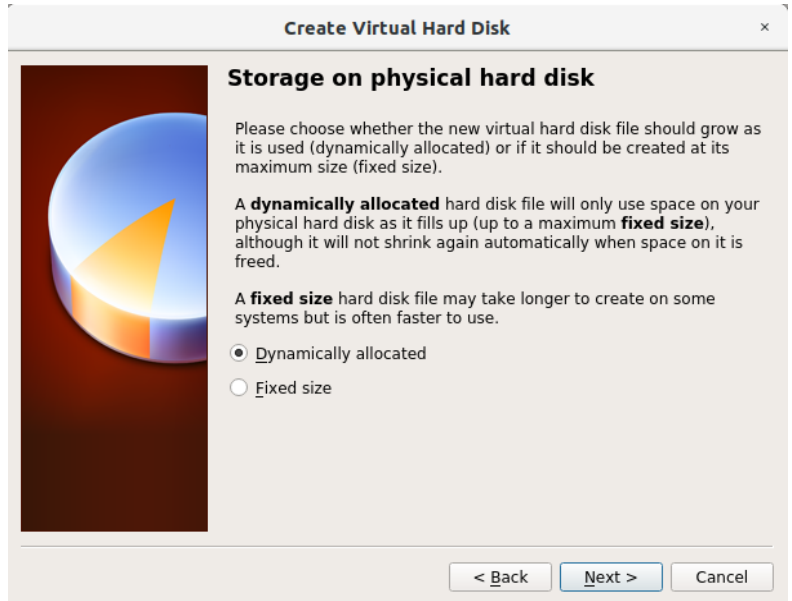 Create Virtual Hard Disk
×
Storage on physical hard disk
Please choose whether the new virtual hard disk file should grow as
it is used (dynamically allocated) or if it should be created at its
maximum size (fixed size).
A dynamically allocated hard disk file will only use space on your
physical hard disk as it fills up (up to a maximum fixed size),
although it will not shrink again automatically when space on it is
freed.
A fixed size hard disk file may take longer to create on some
systems but is often faster to use.
Dynamically allocated
Fixed size
< Back
Next >
Cancel